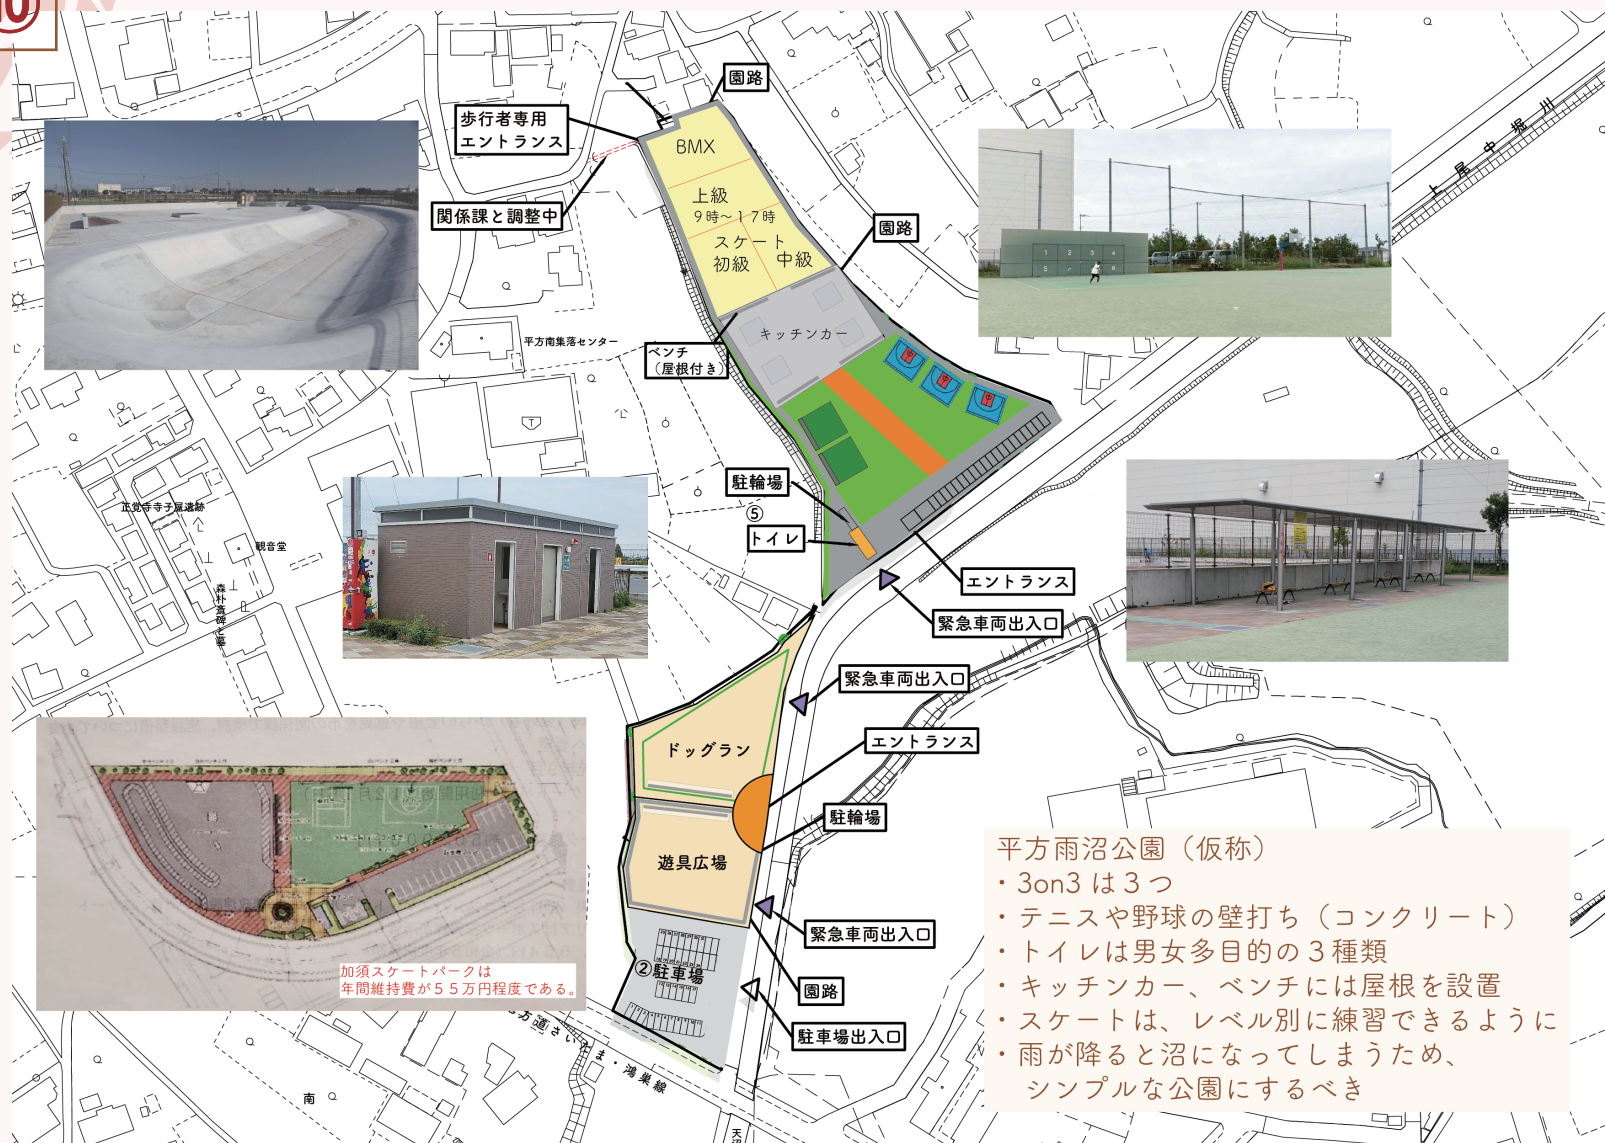 ⑩
園路
歩行者専用
エントランス
BMX
関係課と調整中
上級
9時～17時
スケート
初級
中級
園路
上尾中堀川
キッチンカー
平方南集落センター
ベンチ
（屋根付き）
駐輪場
⑤
トイレ
正覚寺寺子屋遺跡
観音堂
エントランス
緊急車両出入口
緊急車両出入口
エントランス
ドッグラン
駐輪場
遊具広場
緊急車両出入口
②駐車場
園路
駐車場出入口
加須スケートパークは
年間維持費が55万円程度である。
さいたま・鴻巣線
南
平方雨沼公園（仮称）
・3on3は3つ
・テニスや野球の壁打ち（コンクリート）
・トイレは男女多目的の3種類
・キッチンカー、ベンチには屋根を設置
・スケートは、レベル別に練習できるように
・雨が降ると沼になってしまうため、
シンプルな公園にするべき